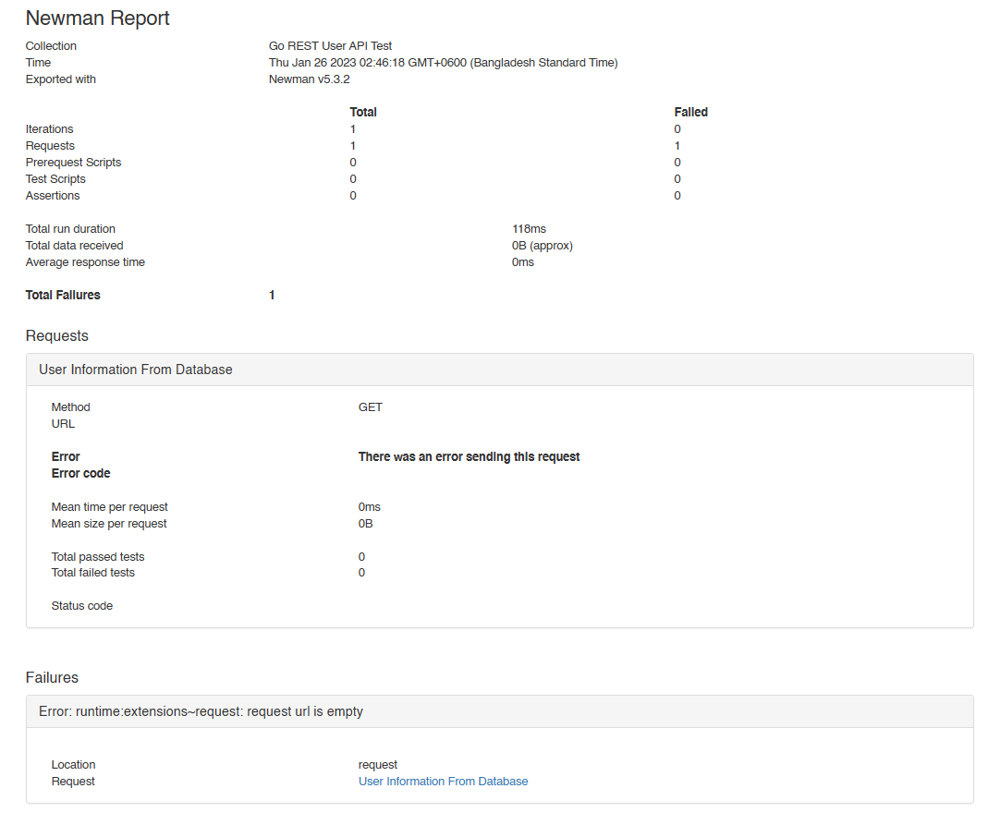 Newman Report
Collection Go REST User API Test
Time Thu Jan 26 2023 02:46:18 GMT+0600 (Bangladesh Standard Time)
Exported with Newman v5.3.2
Total Failed
Iterations 1 0
Requests 1 1
Prerequest Scripts 0 0
Test Scripts 0 0
Assertions 0 0
Total run duration 118ms
Total data received 0B (approx)
Average response time 0ms
Total Failures 1
Requests
User Information From Database
Method GET
URL
Error There was an error sending this request
Error code
Mean time per request 0ms
Mean size per request 0B
Total passed tests 0
Total failed tests 0
Status code
Failures
Error: runtime:extensions~request: request url is empty
Location request
Request User Information From Database